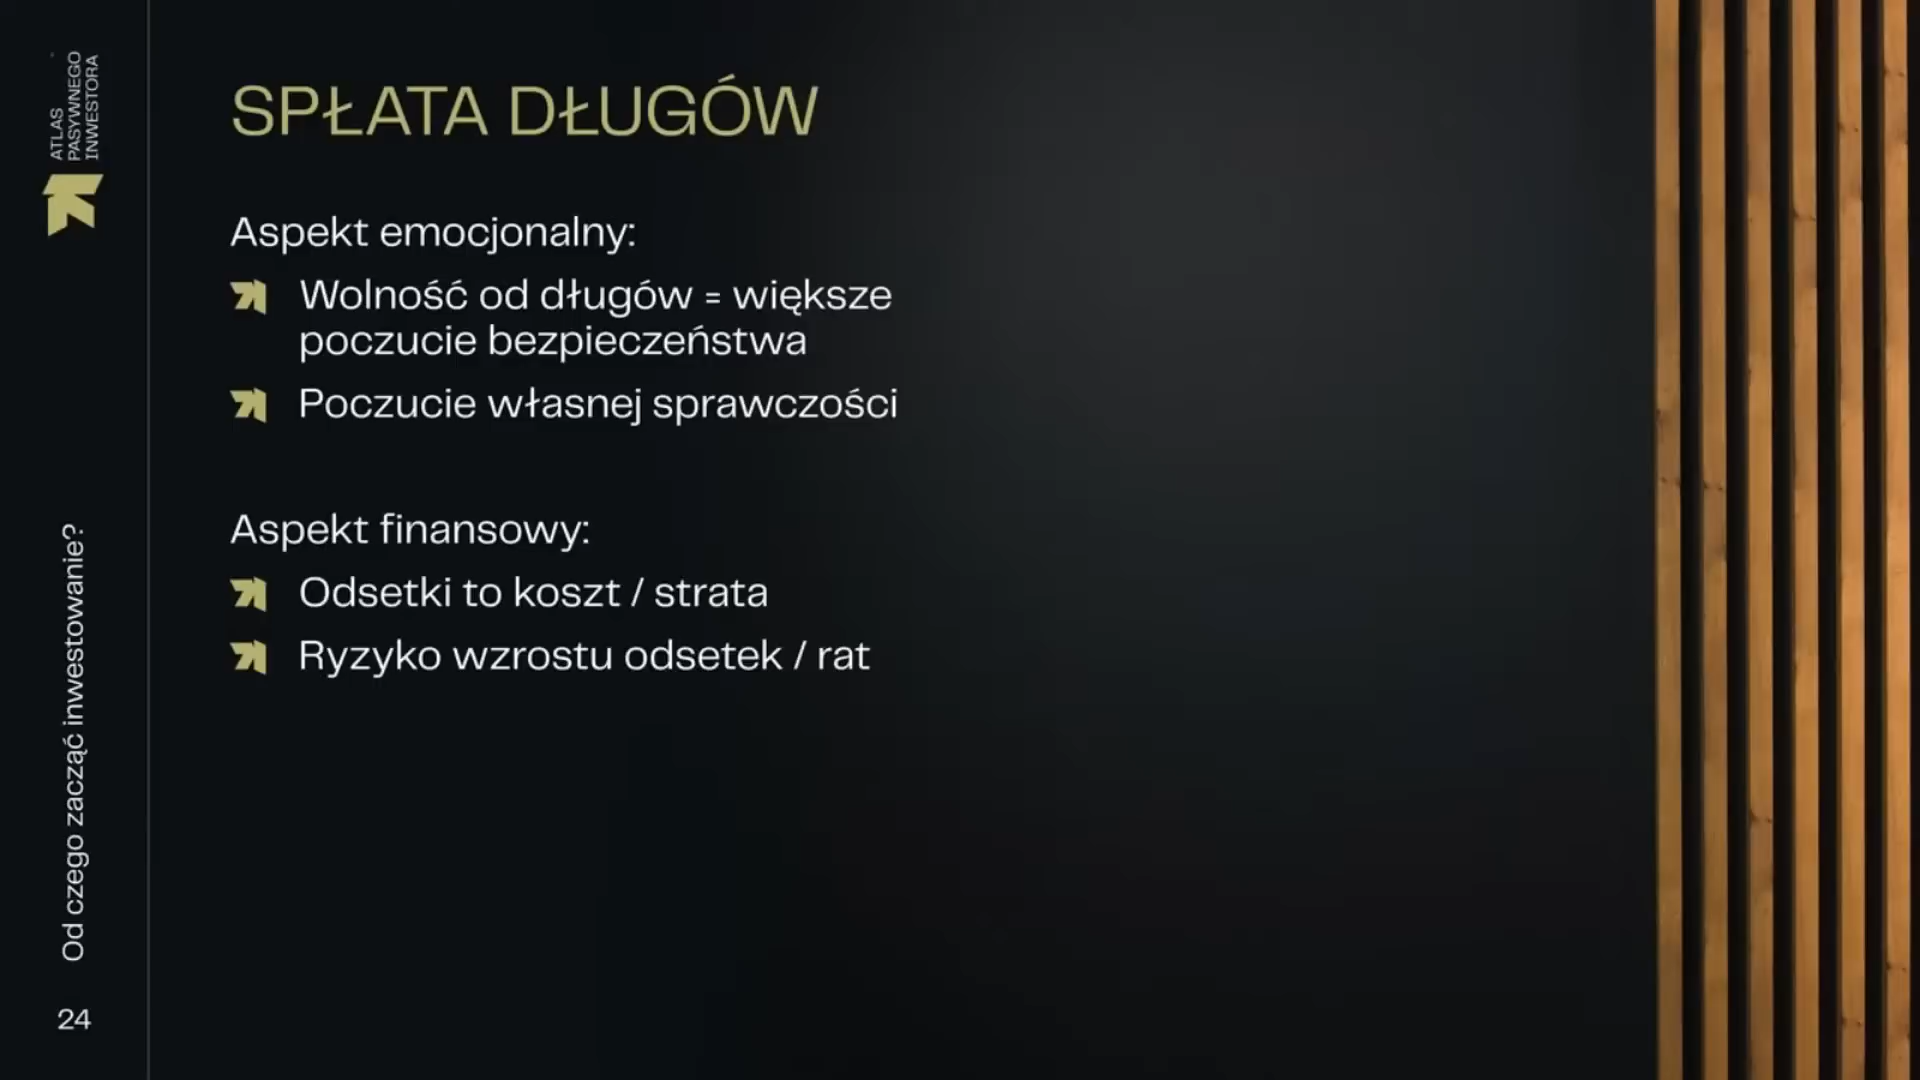 ATLAS
PASYWNEGO
INWESTORA
Od czego zacząć inwestowanie?
24
SPŁATA DŁUGÓW
Aspekt emocjonalny:
Wolność od długów = większe
poczucie bezpieczeństwa
Poczucie własnej sprawczości
Aspekt finansowy:
Odsetki to koszt / strata
Ryzyko wzrostu odsetek / rat